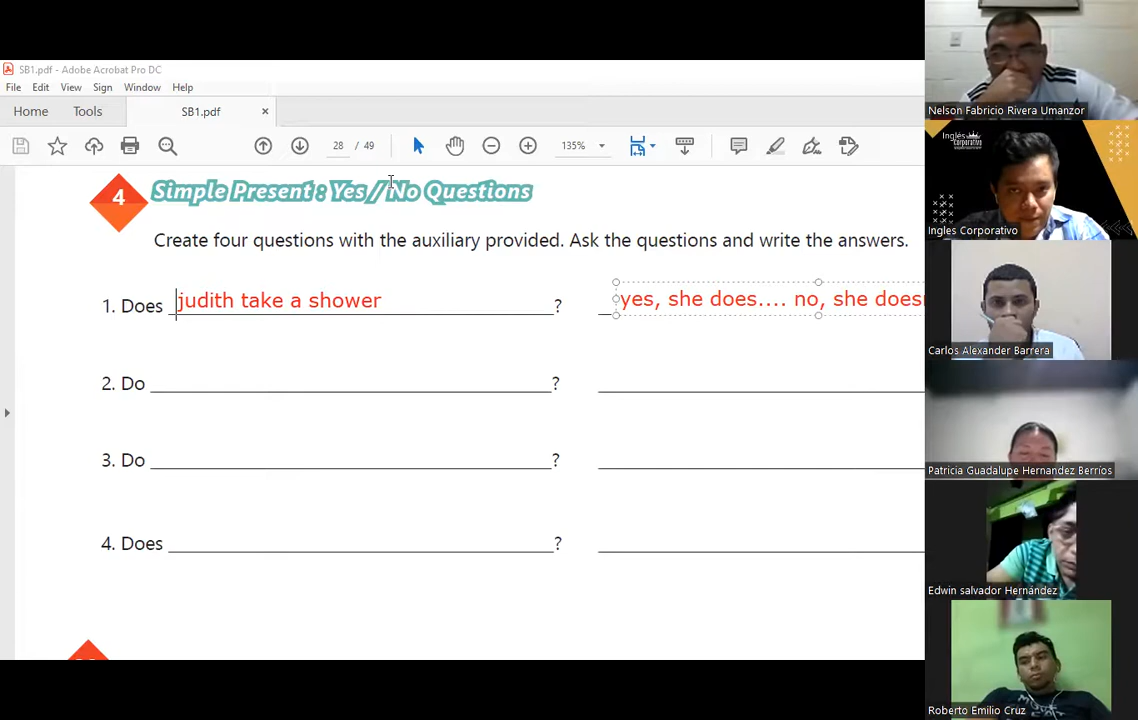 SB1.pdf - Adobe Acrobat Pro DC
File Edit View Window Help
Home Tools SB1.pdf ×
28 / 49 135%
4 Simple Present : Yes / No Questions
Create four questions with the auxiliary provided. Ask the questions and write the answers.
1. Does judith take a shower ? yes, she does.... no, she does
2. Do ?
3. Do ?
4. Does ?
Nelson Fabricio Rivera Umanzor
Inglés
Corporativo
Ingles Corporativo
Carlos Alexander Barrera
Patricia Guadalupe Hernandez Berrios
Edwin salvador Hernández
Roberto Emilio Cruz